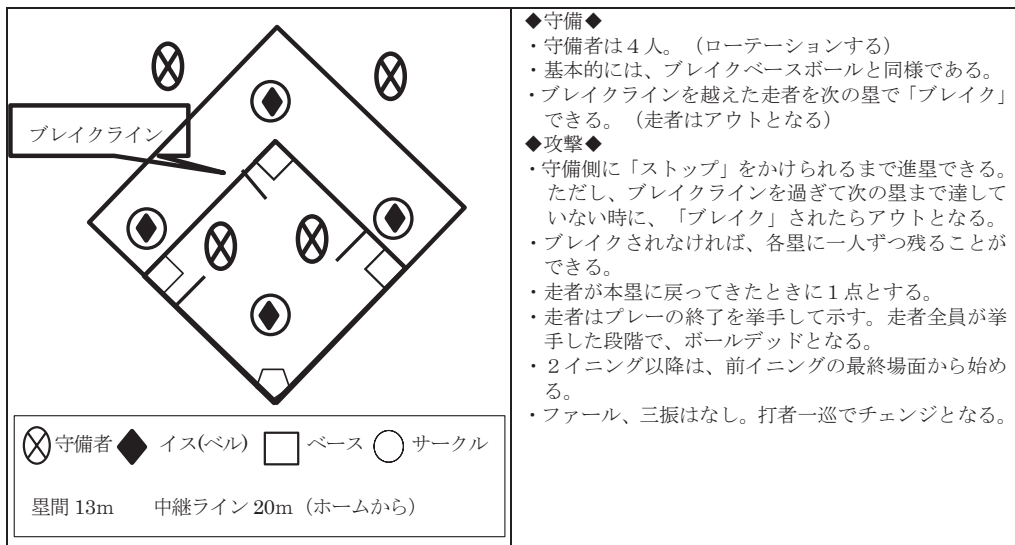 ブレイクライン
守備者 イス(ベル) ベース サークル
塁間 13m 中継ライン 20m（ホームから）
◆守備◆
・守備者は４人。（ローテーションする）
・基本的には、ブレイクベースボールと同様である。
・ブレイクラインを越えた走者を次の塁で「ブレイク」
できる。（走者はアウトとなる）
◆攻撃◆
・守備側に「ストップ」をかけられるまで進塁できる。
ただし、ブレイクラインを過ぎて次の塁まで達して
いない時に、「ブレイク」されたらアウトとなる。
・ブレイクされなければ、各塁に一人ずつ残ることが
できる。
・走者が本塁に戻ってきたときに１点とする。
・走者はプレーの終了を挙手して示す。走者全員が挙
手した段階で、ボールデッドとなる。
・２イニング以降は、前イニングの最終場面から始め
る。
・ファール、三振はなし。打者一巡でチェンジとなる。